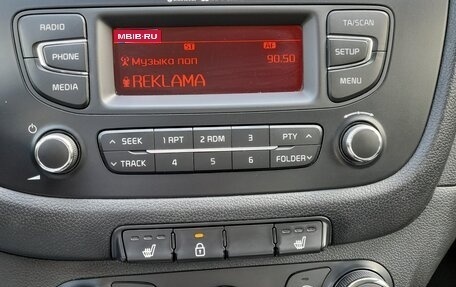 RADIO
PHONE
MEDIA
MBIB.RU
ST
AF
Музыка поп 90.50
REKLAMA
TA/SCAN
SETUP
MENU
SEEK
1 RPT
2 RDM
3
PTY
TRACK
4
5
6
FOLDER